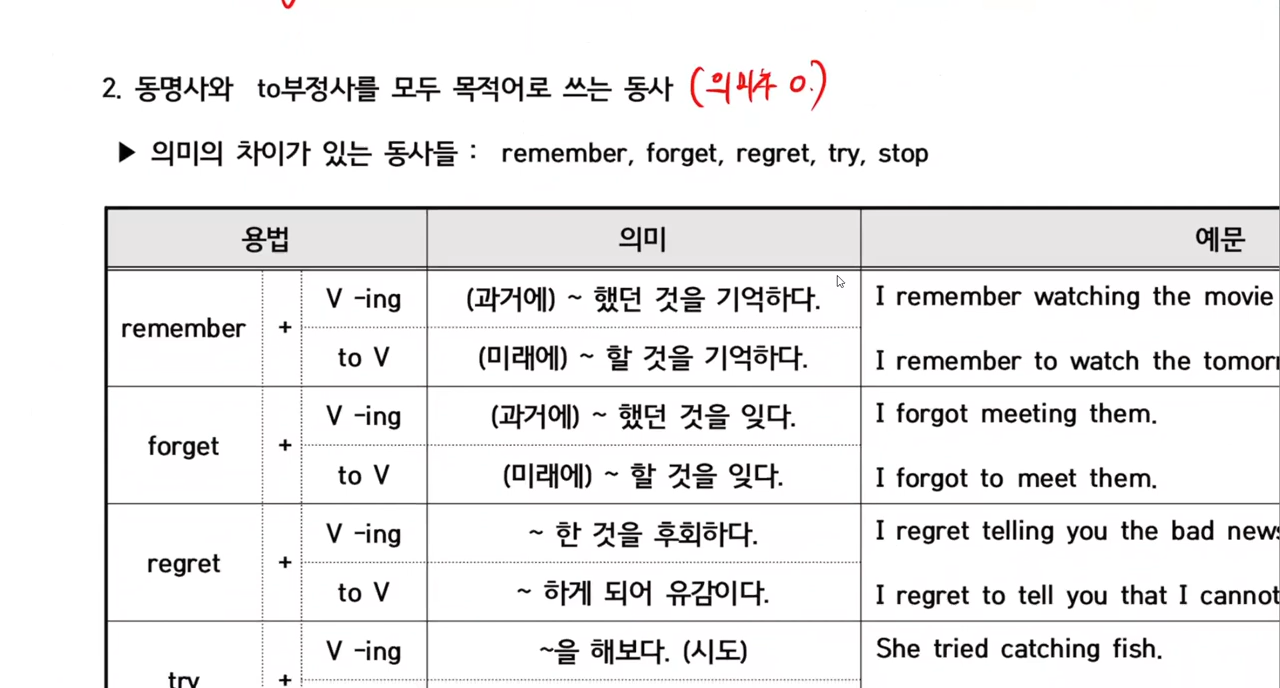 2. 동명사와 to부정사를 모두 목적어로 쓰는 동사 (의미차 O.)
▶ 의미의 차이가 있는 동사들 : remember, forget, regret, try, stop
용법 의미 예문
remember + V -ing (과거에) ~ 했던 것을 기억하다. I remember watching the movie
to V (미래에) ~ 할 것을 기억하다. I remember to watch the tomorr
forget + V -ing (과거에) ~ 했던 것을 잊다. I forgot meeting them.
to V (미래에) ~ 할 것을 잊다. I forgot to meet them.
regret + V -ing ~ 한 것을 후회하다. I regret telling you the bad news
to V ~ 하게 되어 유감이다. I regret to tell you that I cannot
try + V -ing ~을 해보다. (시도) She tried catching fish.